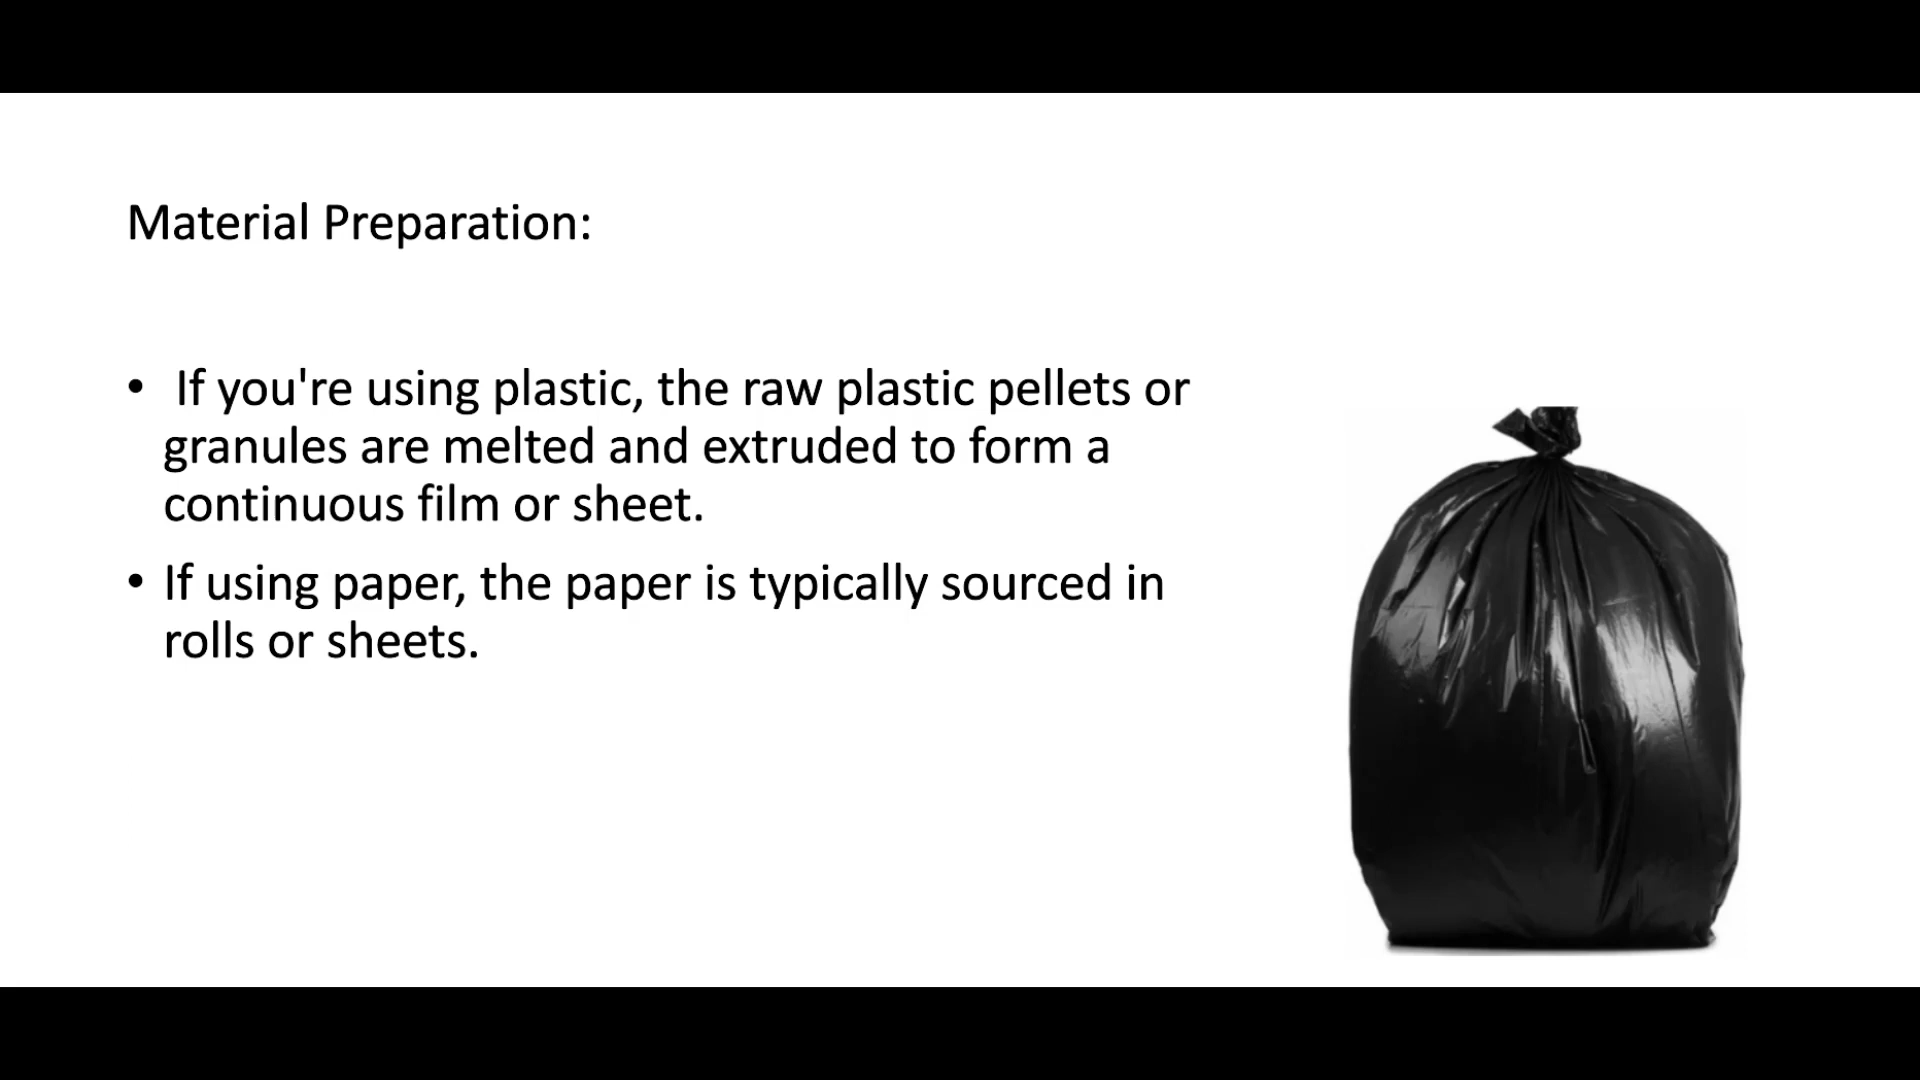 Material Preparation:
• If you're using plastic, the raw plastic pellets or
granules are melted and extruded to form a
continuous film or sheet.
• If using paper, the paper is typically sourced in
rolls or sheets.